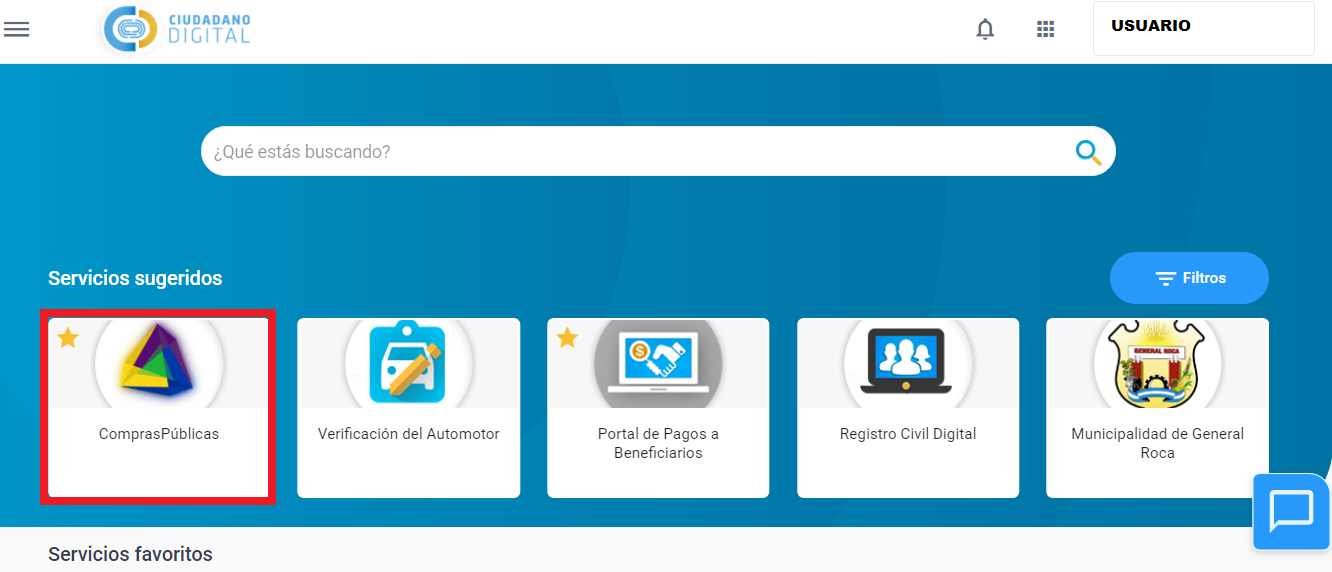 CIUDADANO
DIGITAL
USUARIO
¿Qué estás buscando?
Servicios sugeridos
Filtros
ComprasPúblicas
Verificación del Automotor
Portal de Pagos a
Beneficiarios
Registro Civil Digital
GENERAL ROCA
Municipalidad de General
Roca
Servicios favoritos